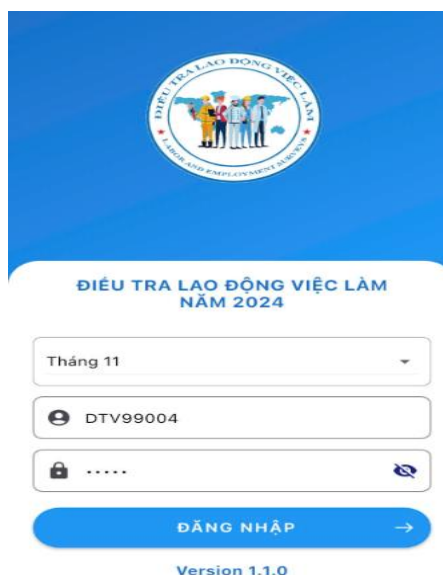 ĐIỀU TRA LAO ĐỘNG VIỆC LÀM
LABOR AND EMPLOYMENT SURVEYS
ĐIỀU TRA LAO ĐỘNG VIỆC LÀM
NĂM 2024
Tháng 11
DTV99004
•••••
ĐĂNG NHẬP
Version 1.1.0